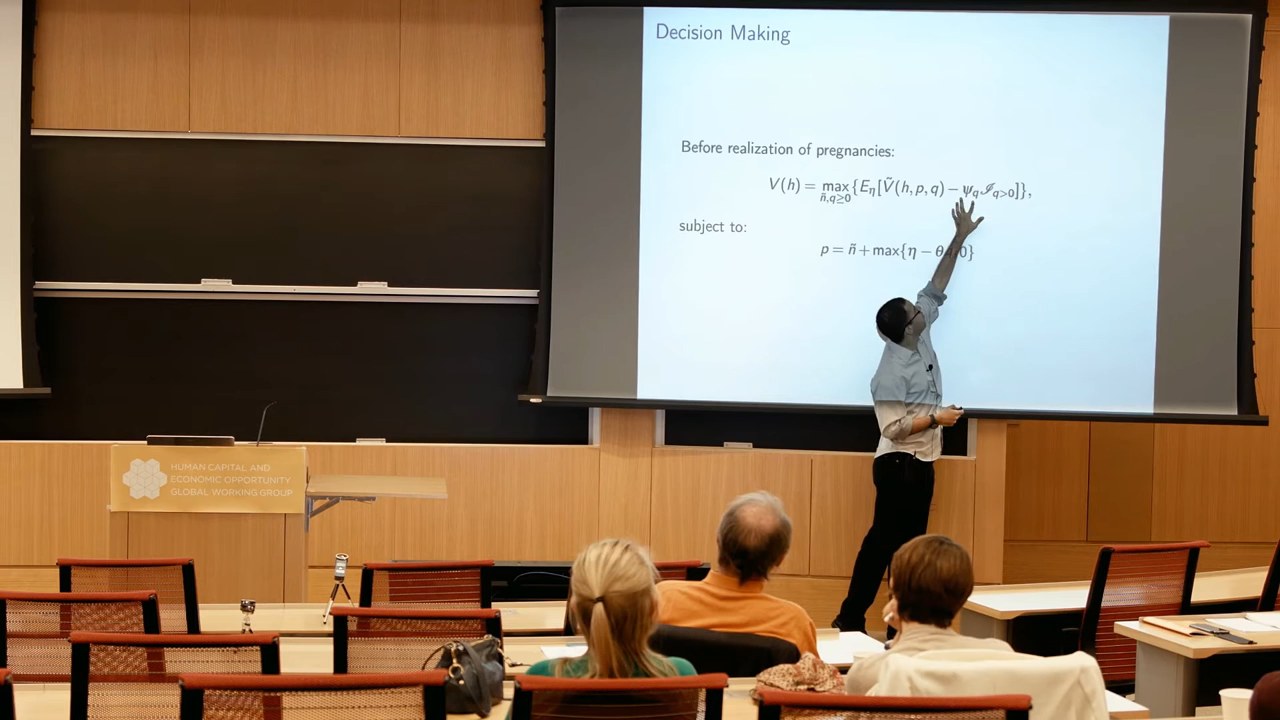 Decision Making
Before realization of pregnancies:
V(h) = max {E_η[Ṽ(h, p, q) − ψ_q 𝓘_{q>0}]},
ñ,q≥0
subject to:
p = ñ + max{η − θ 0}
HUMAN CAPITAL AND
ECONOMIC OPPORTUNITY
GLOBAL WORKING GROUP